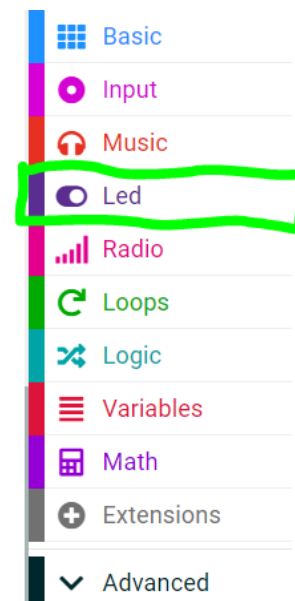 Basic
Input
Music
Led
Radio
Loops
Logic
Variables
Math
Extensions
Advanced